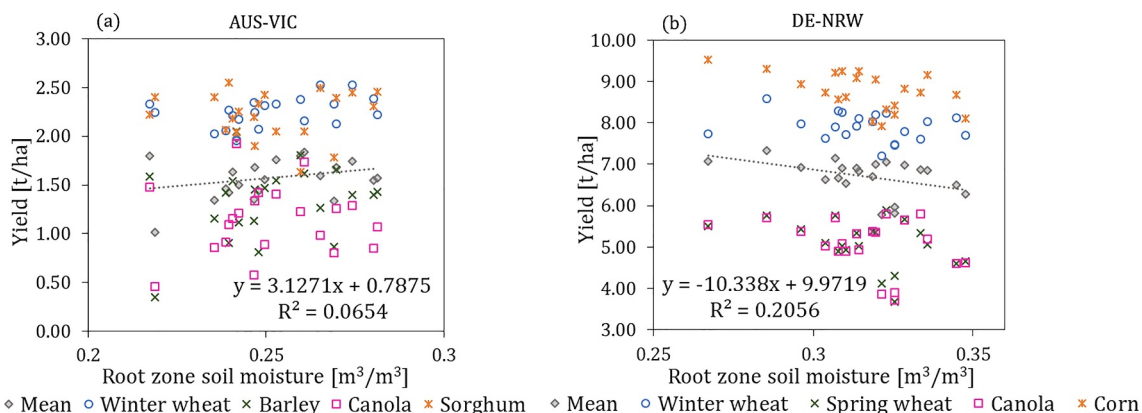 (a)
AUS-VIC
3.00
2.50
2.00
1.50
1.00
0.50
0.00
Yield [t/ha]
y = 3.1271x + 0.7875
R² = 0.0654
0.2
0.25
0.3
Root zone soil moisture [m³/m³]
Mean Winter wheat Barley Canola Sorghum
(b)
DE-NRW
10.00
9.00
8.00
7.00
6.00
5.00
4.00
3.00
Yield [t/ha]
y = -10.338x + 9.9719
R² = 0.2056
0.25
0.3
0.35
Root zone soil moisture [m³/m³]
Mean Winter wheat Spring wheat Canola Corn